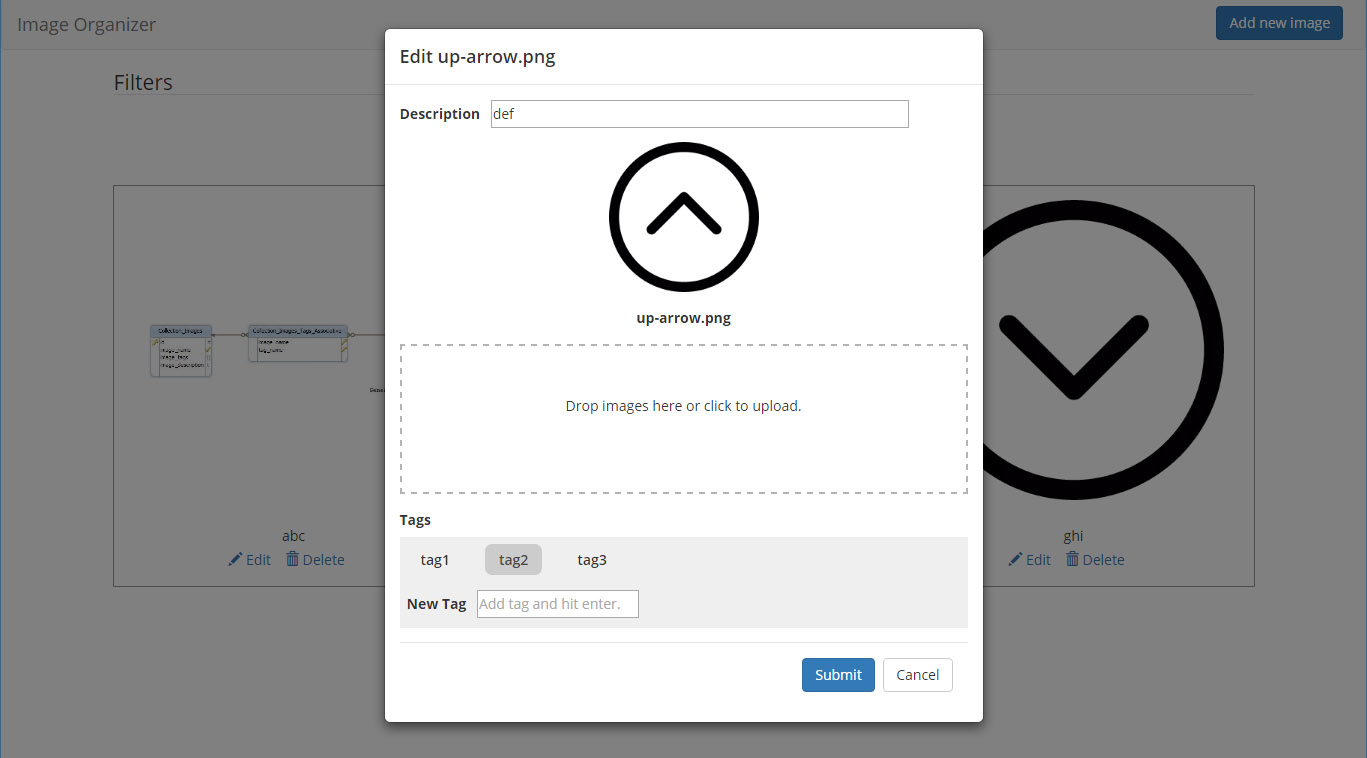 Image Organizer
Add new image
Edit up-arrow.png
Filters
Description def
up-arrow.png
Collection_Images
id
image_name
image_tags
image_description
Collection_Images_Tags_Associative
image_name
tag_name
Drop images here or click to upload.
Tags
tag1 tag2 tag3
New Tag Add tag and hit enter.
abc
Edit Delete
ghi
Edit Delete
Submit Cancel